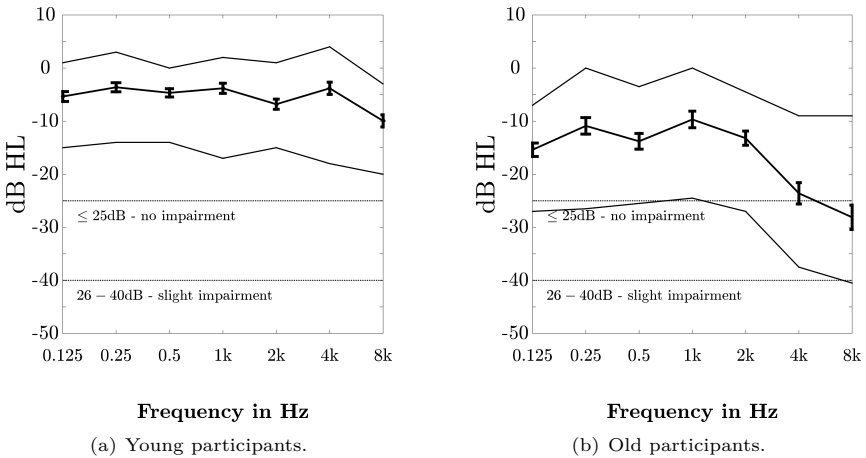 10
0
-10
-20
-30
-40
-50
dB HL
≤ 25dB - no impairment
26 − 40dB - slight impairment
0.125 0.25 0.5 1k 2k 4k 8k
Frequency in Hz
(a) Young participants.
10
0
-10
-20
-30
-40
-50
dB HL
≤ 25dB - no impairment
26 − 40dB - slight impairment
0.125 0.25 0.5 1k 2k 4k 8k
Frequency in Hz
(b) Old participants.